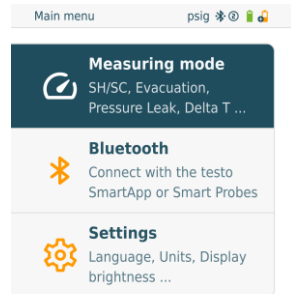 Main menu psig 2
Measuring mode
SH/SC, Evacuation,
Pressure Leak, Delta T ...
Bluetooth
Connect with the testo
SmartApp or Smart Probes
Settings
Language, Units, Display
brightness ...